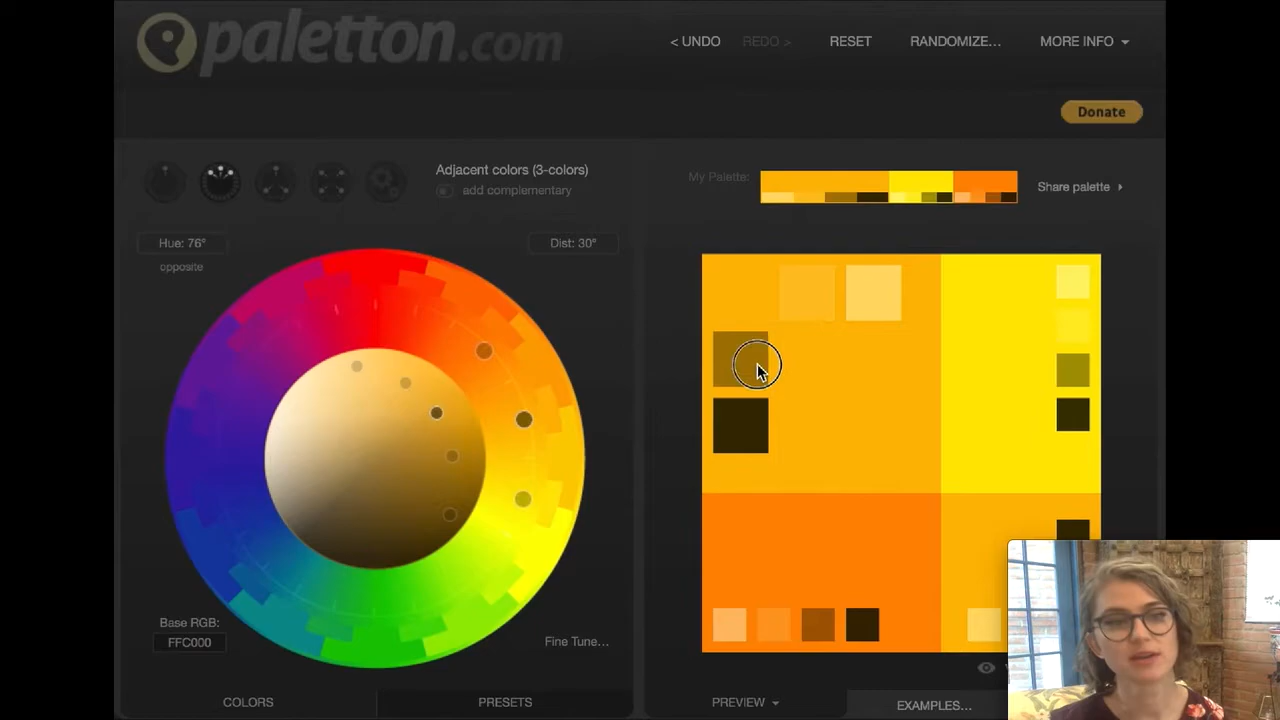 paletton.com
< UNDO
REDO >
RESET
RANDOMIZE...
MORE INFO
Donate
Adjacent colors (3-colors)
add complementary
My Palette:
Share palette
Hue: 76°
opposite
Dist: 30°
Base RGB:
FFC000
Fine Tune...
COLORS
PRESETS
PREVIEW
EXAMPLES...